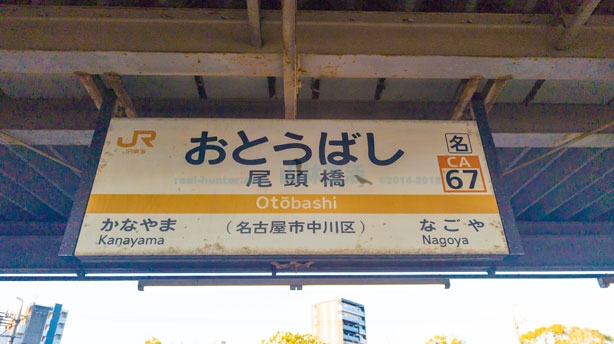 JR
JR東海
おとうばし
尾頭橋
Otōbashi
名
CA
67
かなやま
Kanayama
(名古屋市中川区)
なごや
Nagoya